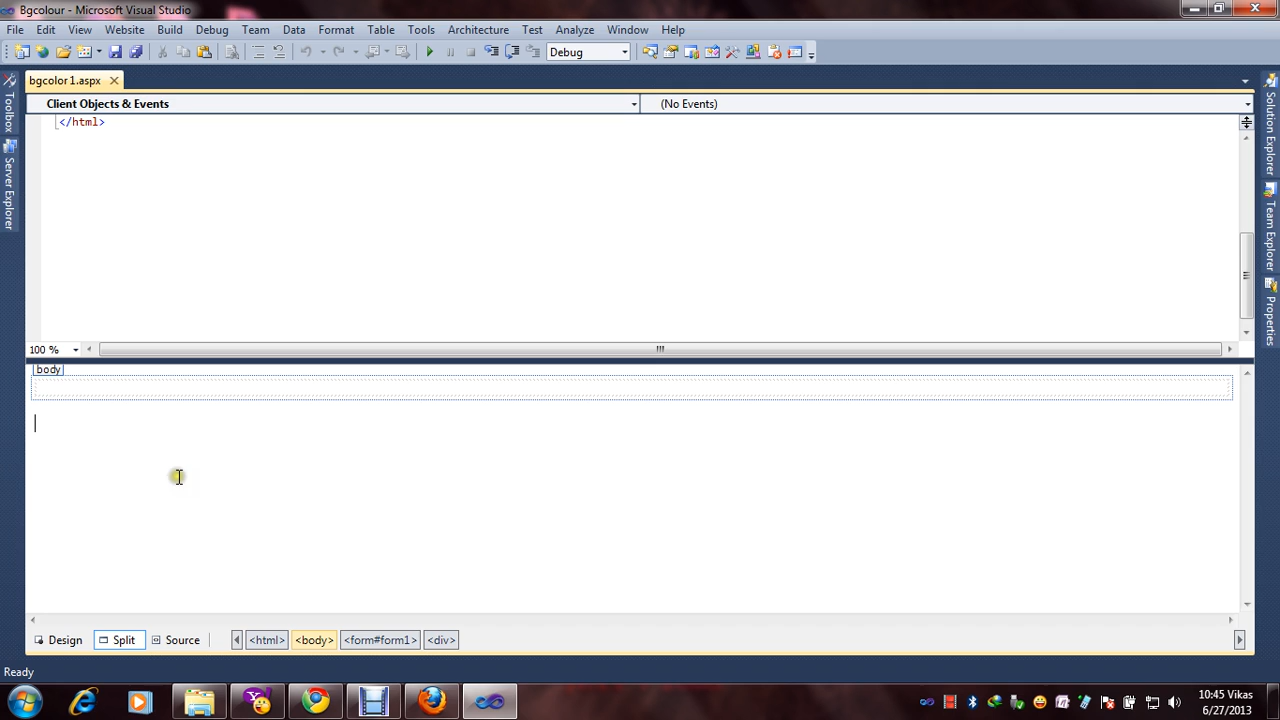 Bgcolour - Microsoft Visual Studio
File Edit View Website Build Debug Team Data Format Table Tools Architecture Test Analyze Window Help
Debug
bgcolor1.aspx
Client Objects & Events (No Events)
</html>
100 %
body
Design Split Source <html> <body> <form#form1> <div>
Ready
Toolbox
Server Explorer
Solution Explorer
Team Explorer
Properties
10:45 Vikas
6/27/2013